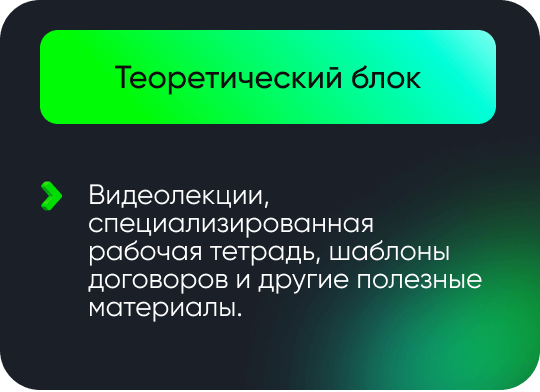 Теоретический блок
Видеолекции,
специализированная
рабочая тетрадь, шаблоны
договоров и другие полезные
материалы.